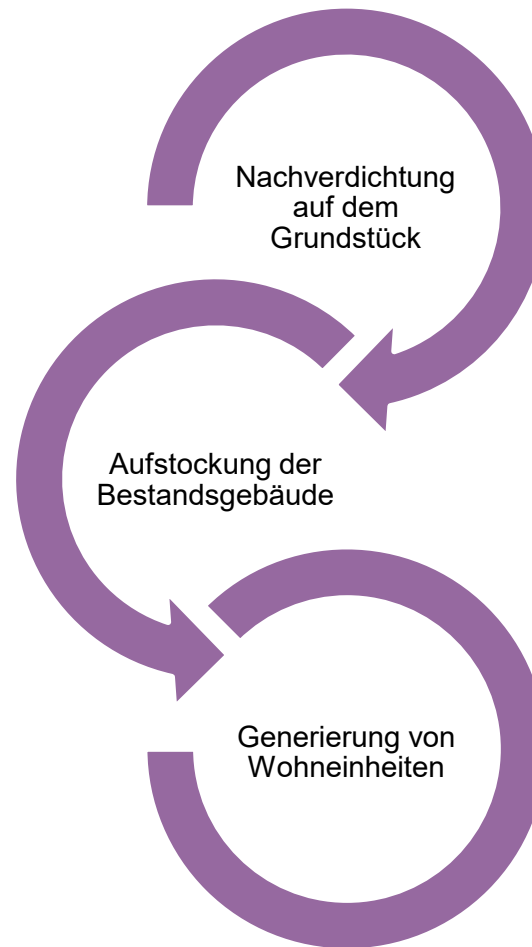 Nachverdichtung
auf dem
Grundstück
Aufstockung der
Bestandsgebäude
Generierung von
Wohneinheiten